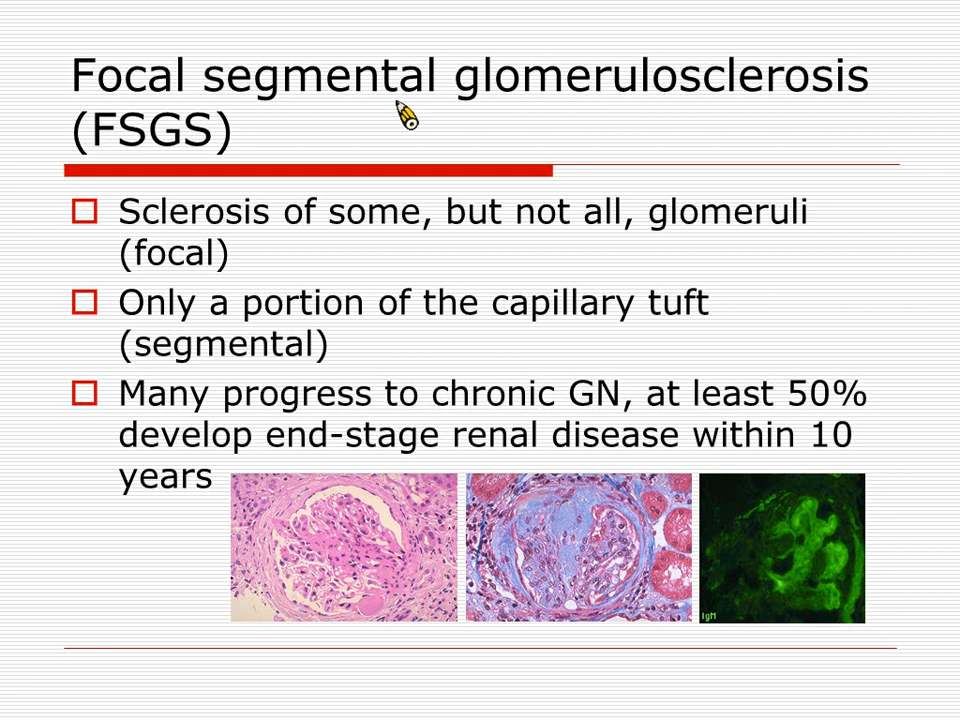 Focal segmental glomerulosclerosis
(FSGS)
Sclerosis of some, but not all, glomeruli
(focal)
Only a portion of the capillary tuft
(segmental)
Many progress to chronic GN, at least 50%
develop end-stage renal disease within 10
years
IgM